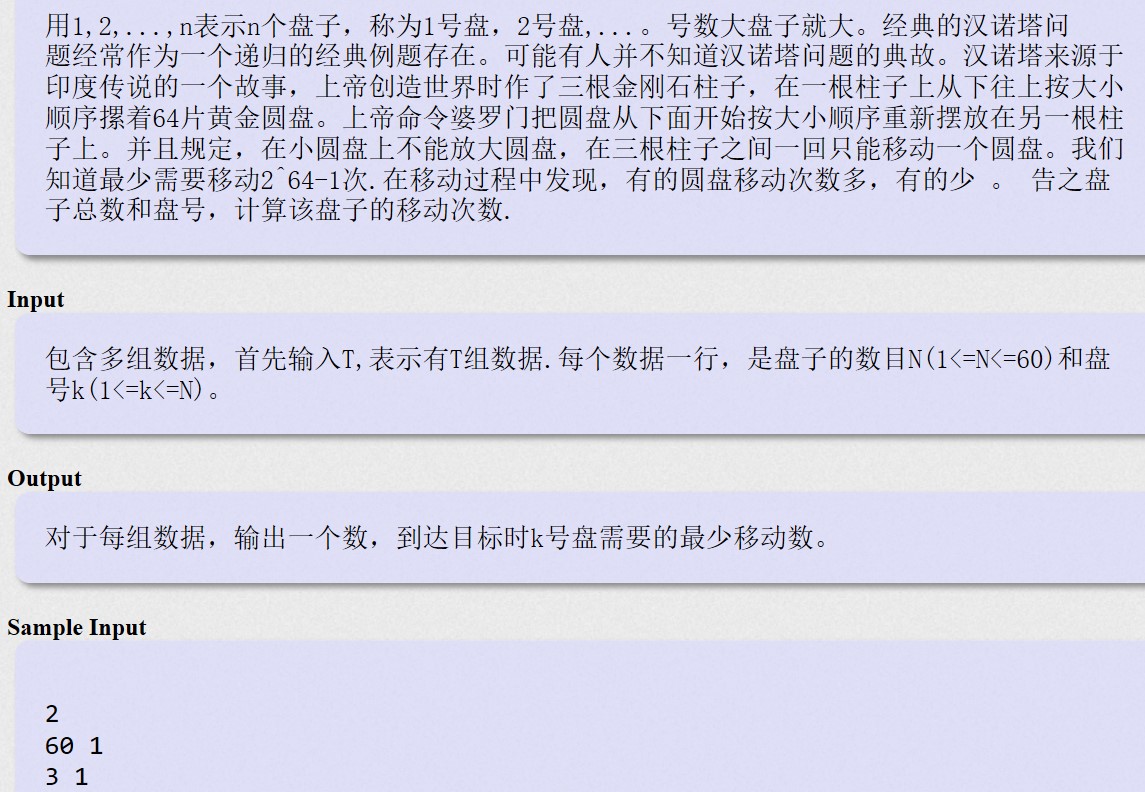 用1,2,...,n表示n个盘子，称为1号盘，2号盘,...。号数大盘子就大。经典的汉诺塔问
题经常作为一个递归的经典例题存在。可能有人并不知道汉诺塔问题的典故。汉诺塔来源于
印度传说的一个故事，上帝创造世界时作了三根金刚石柱子，在一根柱子上从下往上按大小
顺序摞着64片黄金圆盘。上帝命令婆罗门把圆盘从下面开始按大小顺序重新摆放在另一根柱
子上。并且规定，在小圆盘上不能放大圆盘，在三根柱子之间一回只能移动一个圆盘。我们
知道最少需要移动2^64-1次.在移动过程中发现，有的圆盘移动次数多，有的少 。 告之盘
子总数和盘号，计算该盘子的移动次数.
Input
包含多组数据，首先输入T,表示有T组数据.每个数据一行，是盘子的数目N(1<=N<=60)和盘
号k(1<=k<=N)。
Output
对于每组数据，输出一个数，到达目标时k号盘需要的最少移动数。
Sample Input
2
60 1
3 1